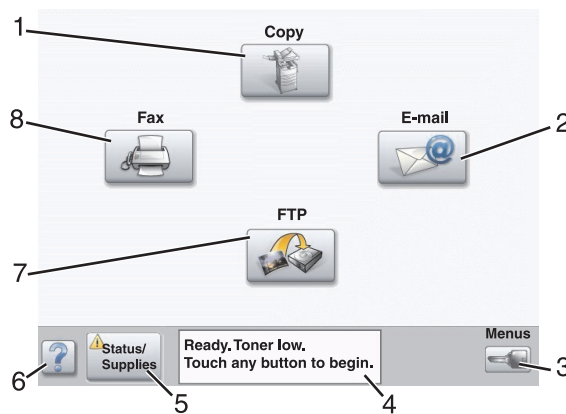 1
Copy
8
Fax
E-mail
2
@
FTP
7
Menus
?
Status/
Supplies
Ready. Toner low.
Touch any button to begin.
3
6
5
4